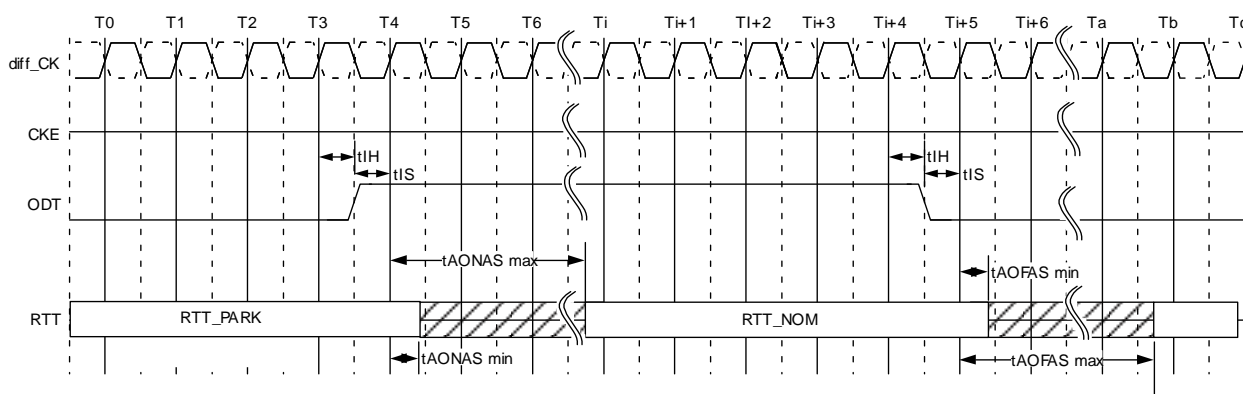 T0 T1 T2 T3 T4 T5 T6 Ti Ti+1 TI+2 Ti+3 Ti+4 Ti+5 Ti+6 Ta Tb
diff_CK
CKE
tIH tIH
tIS tIS
ODT
tAONAS max tAOFAS min
RTT RTT_PARK RTT_NOM
tAONAS min tAOFAS max